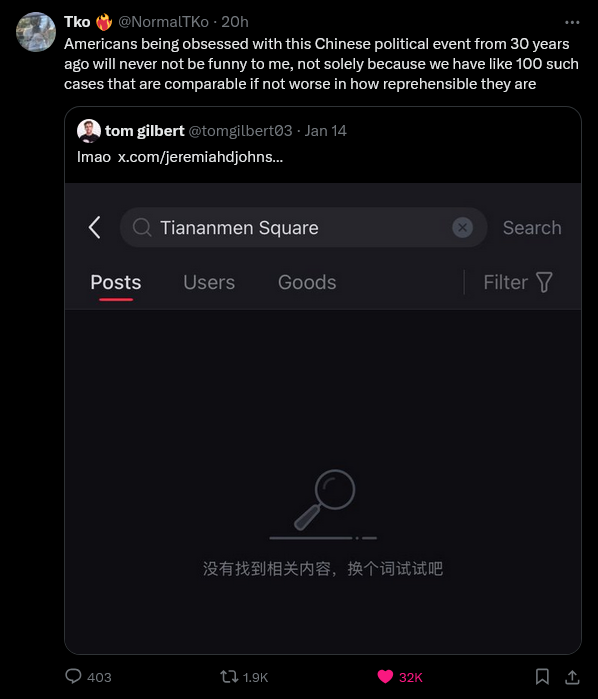 Tko ❤️‍🔥 @NormalTKo · 20h
Americans being obsessed with this Chinese political event from 30 years
ago will never not be funny to me, not solely because we have like 100 such
cases that are comparable if not worse in how reprehensible they are
tom gilbert @tomgilbert03 · Jan 14
lmao x.com/jeremiahdjohns…
Tiananmen Square Search
Posts Users Goods Filter
没有找到相关内容，换个词试试吧
403 1.9K 32K